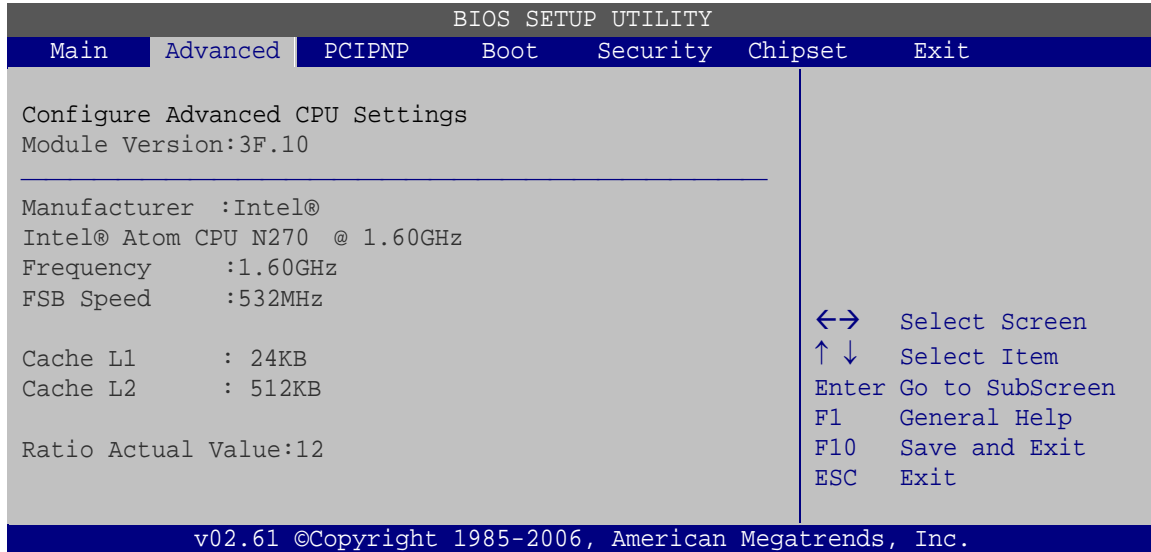 BIOS SETUP UTILITY
Main Advanced PCIPNP Boot Security Chipset Exit
Configure Advanced CPU Settings
Module Version:3F.10
Manufacturer :Intel®
Intel® Atom CPU N270 @ 1.60GHz
Frequency :1.60GHz
FSB Speed :532MHz
Cache L1 : 24KB
Cache L2 : 512KB
Ratio Actual Value:12
←→ Select Screen
↑ ↓ Select Item
Enter Go to SubScreen
F1 General Help
F10 Save and Exit
ESC Exit
v02.61 ©Copyright 1985-2006, American Megatrends, Inc.